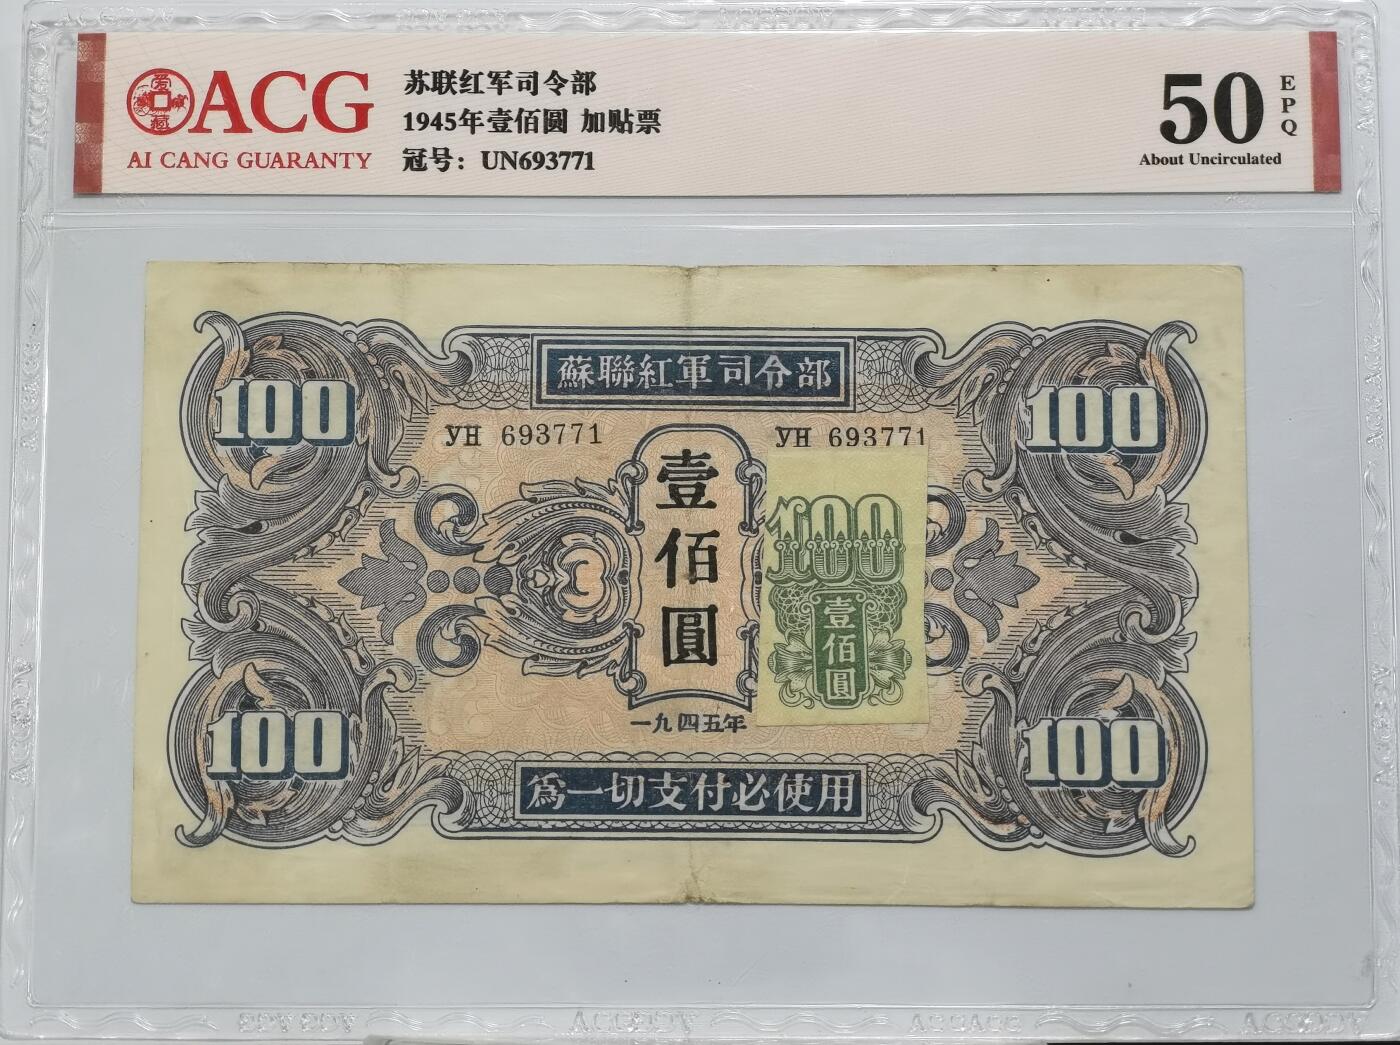 ACG
AI CANG GUARANTY
苏联红军司令部
1945年壹佰圆 加贴票
冠号：UN693771
50
EPQ
About Uncirculated
蘇聯紅軍司令部
100
100
УН 693771
УН 693771
壹佰圓
100
壹佰圓
一九四五年
100
100
為一切支付必使用